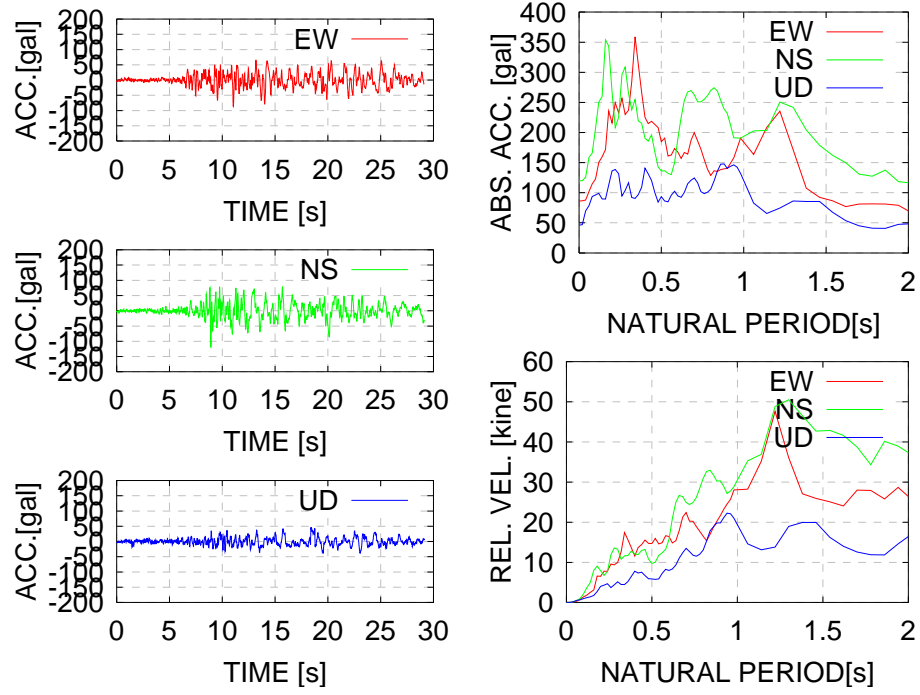 200
150
100
50
0
-50
-100
-150
-200
ACC.[gal]
EW
0 5 10 15 20 25 30
TIME [s]
200
150
100
50
0
-50
-100
-150
-200
ACC.[gal]
NS
0 5 10 15 20 25 30
TIME [s]
200
150
100
50
0
-50
-100
-150
-200
ACC.[gal]
UD
0 5 10 15 20 25 30
TIME [s]
400
350
300
250
200
150
100
50
0
ABS. ACC. [gal]
EW
NS
UD
0 0.5 1 1.5 2
NATURAL PERIOD[s]
60
50
40
30
20
10
0
REL. VEL. [kine]
EW
NS
UD
0 0.5 1 1.5 2
NATURAL PERIOD[s]